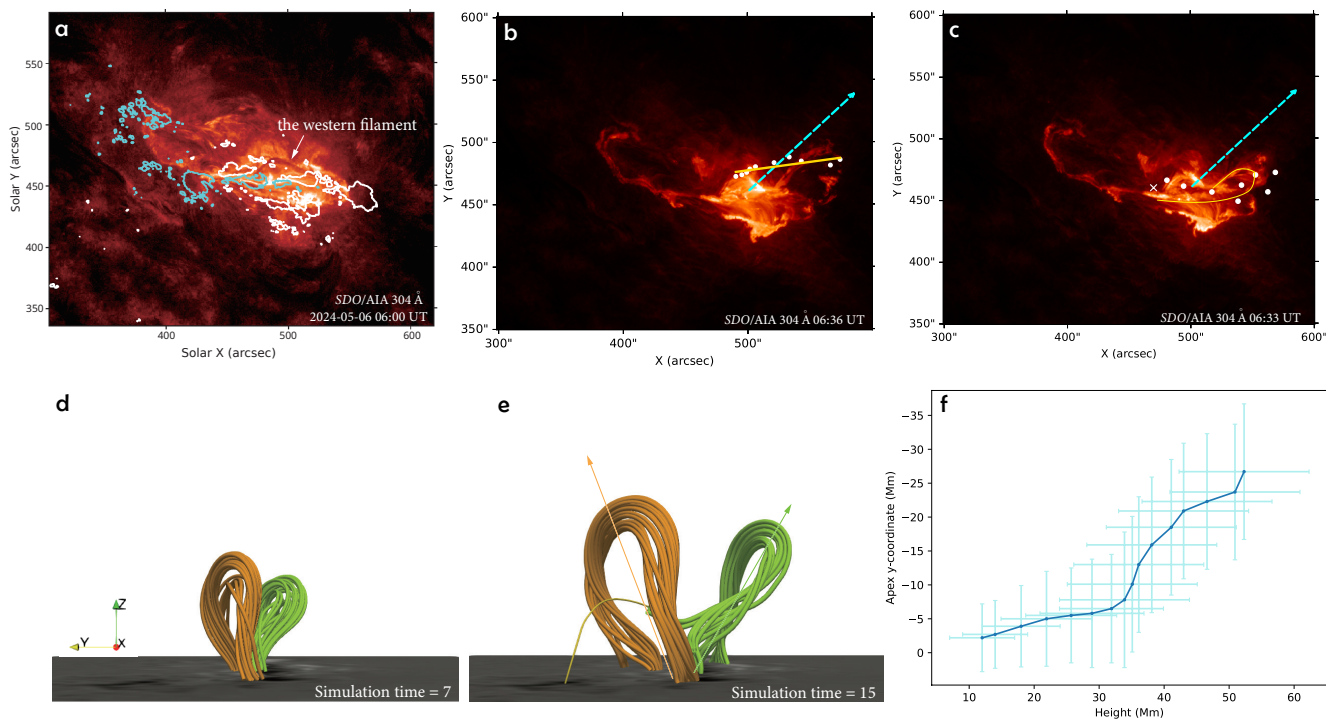 a
the western filament
550
500
450
400
350
400
500
600
Solar Y (arcsec)
Solar X (arcsec)
SDO/AIA 304 Å
2024-05-06 06:00 UT
b
600"
550"
500"
450"
400"
350"
300"
400"
500"
Y (arcsec)
X (arcsec)
SDO/AIA 304 Å 06:36 UT
c
600"
550"
500"
450"
400"
350"
300"
400"
500"
600"
Y (arcsec)
X (arcsec)
SDO/AIA 304 Å 06:33 UT
d
Z
Y
X
Simulation time = 7
e
Simulation time = 15
f
−35
−30
−25
−20
−15
−10
−5
0
10
20
30
40
50
60
Apex y-coordinate (Mm)
Height (Mm)